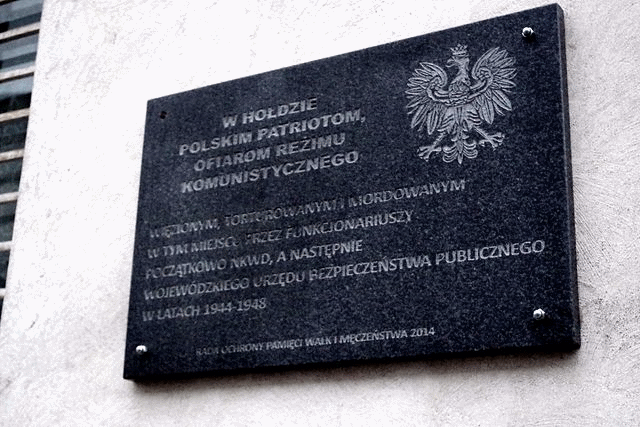 W HOŁDZIE
POLSKIM PATRIOTOM,
OFIAROM REŻIMU
KOMUNISTYCZNEGO
WIĘZIONYM, TORTUROWANYM I MORDOWANYM
W TYM MIEJSCU PRZEZ FUNKCJONARIUSZY
POCZĄTKOWO NKWD, A NASTĘPNIE
WOJEWÓDZKIEGO URZĘDU BEZPIECZEŃSTWA PUBLICZNEGO
W LATACH 1944-1948
RADA OCHRONY PAMIĘCI WALK I MĘCZEŃSTWA 2014